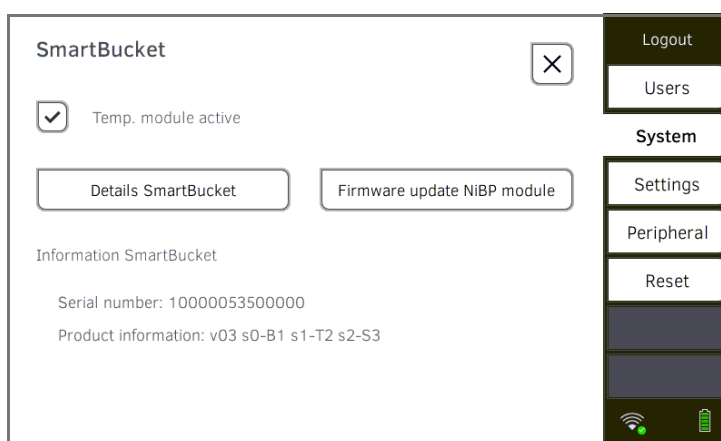 SmartBucket
Temp. module active
Details SmartBucket
Firmware update NiBP module
Information SmartBucket
Serial number: 10000053500000
Product information: v03 s0-B1 s1-T2 s2-S3
Logout
Users
System
Settings
Peripheral
Reset